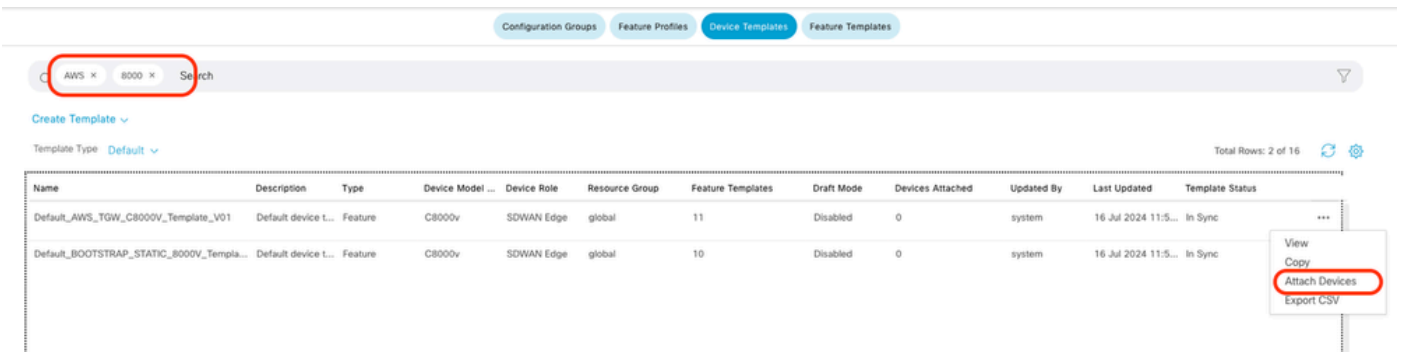 Configuration Groups Feature Profiles Device Templates Feature Templates
AWS × 8000 × Search
Create Template
Template Type Default Total Rows: 2 of 16
Name Description Type Device Model ... Device Role Resource Group Feature Templates Draft Mode Devices Attached Updated By Last Updated Template Status
Default_AWS_TGW_C8000V_Template_V01 Default device t... Feature C8000v SDWAN Edge global 11 Disabled 0 system 16 Jul 2024 11:5... In Sync ...
Default_BOOTSTRAP_STATIC_8000V_Templa... Default device t... Feature C8000v SDWAN Edge global 10 Disabled 0 system 16 Jul 2024 11:5... In Sync
View
Copy
Attach Devices
Export CSV